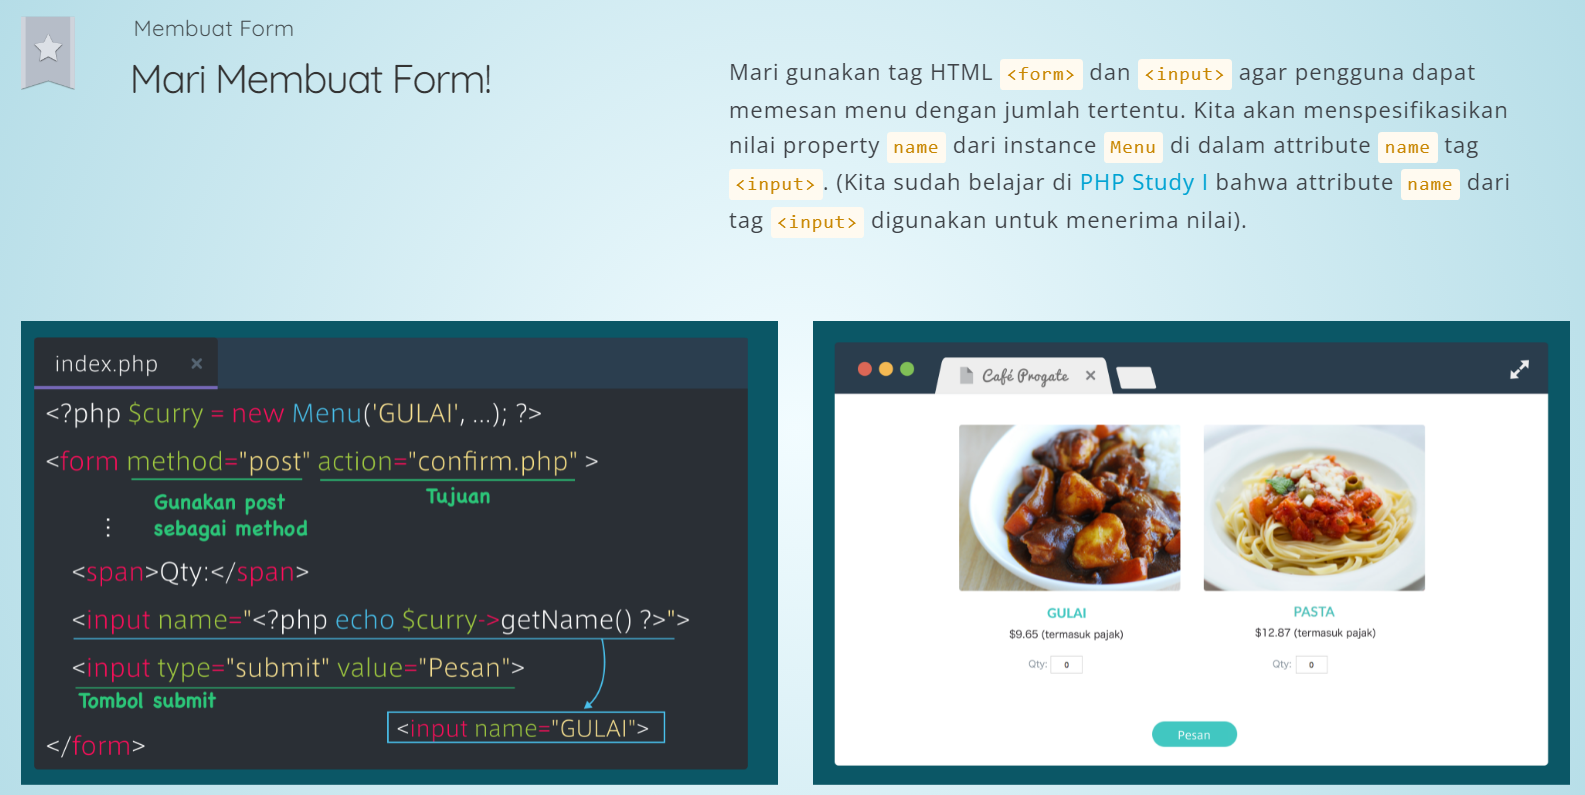 Membuat Form
Mari Membuat Form!
Mari gunakan tag HTML <form> dan <input> agar pengguna dapat
memesan menu dengan jumlah tertentu. Kita akan menspesifikasikan
nilai property name dari instance Menu di dalam attribute name tag
<input>. (Kita sudah belajar di PHP Study I bahwa attribute name dari
tag <input> digunakan untuk menerima nilai).
index.php ×
<?php $curry = new Menu('GULAI', ...); ?>
<form method="post" action="confirm.php" >
Gunakan post
sebagai method
Tujuan
⋮
<span>Qty:</span>
<input name="<?php echo $curry->getName() ?>">
<input type="submit" value="Pesan">
Tombol submit
<input name="GULAI">
</form>
Café Progate ×
GULAI
$9.65 (termasuk pajak)
Qty: 0
PASTA
$12.87 (termasuk pajak)
Qty: 0
Pesan